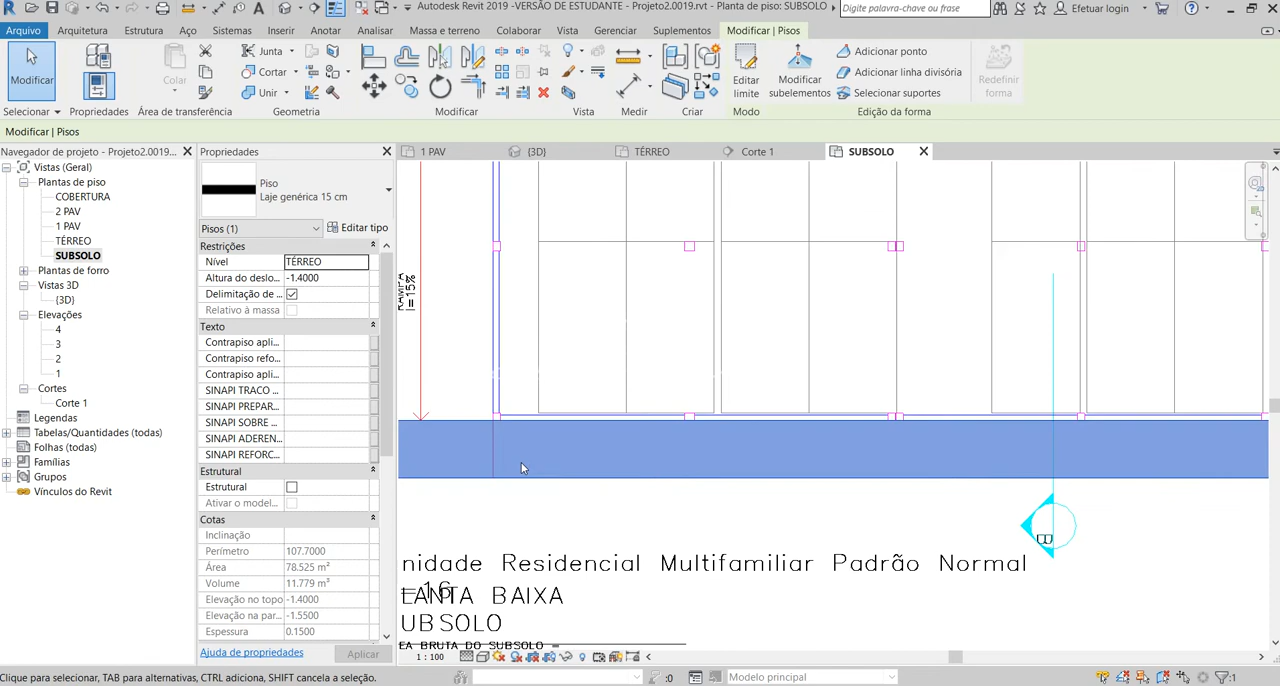 Autodesk Revit 2019 -VERSÃO DE ESTUDANTE - Projeto2.0019.rvt - Planta de piso: SUBSOLO
Digite palavra-chave ou frase
Efetuar login
Arquivo Arquitetura Estrutura Aço Sistemas Inserir Anotar Analisar Massa e terreno Colaborar Vista Gerenciar Suplementos Modificar | Pisos
Modificar
Colar
Junta
Cortar
Unir
Editar limite
Modificar subelementos
Adicionar ponto
Adicionar linha divisória
Selecionar suportes
Redefinir forma
Selecionar Propriedades Área de transferência Geometria Modificar Vista Medir Criar Modo Edição da forma
Modificar | Pisos
Navegador de projeto - Projeto2.0019...
Vistas (Geral)
Plantas de piso
COBERTURA
2 PAV
1 PAV
TÉRREO
SUBSOLO
Plantas de forro
Vistas 3D
{3D}
Elevações
4
3
2
1
Cortes
Corte 1
Legendas
Tabelas/Quantidades (todas)
Folhas (todas)
Famílias
Grupos
Vínculos do Revit
Propriedades
Piso
Laje genérica 15 cm
Pisos (1)
Editar tipo
Restrições
Nível TÉRREO
Altura do deslo... -1.4000
Delimitação de ...
Relativo à massa
Texto
Contrapiso apli...
Contrapiso refo...
Contrapiso apli...
SINAPI TRACO ...
SINAPI PREPAR...
SINAPI SOBRE ...
SINAPI ADEREN...
SINAPI REFORC...
Estrutural
Estrutural
Ativar o model...
Cotas
Inclinação
Perímetro 107.7000
Área 78.525 m²
Volume 11.779 m³
Elevação no topo -1.4000
Elevação na par... -1.5500
Espessura 0.1500
Ajuda de propriedades
Aplicar
1 PAV
{3D}
TÉRREO
Corte 1
SUBSOLO
RAMPA
I=15%
B
nidade Residencial Multifamiliar Padrão Normal
=16
LANTA BAIXA
UBSOLO
EA BRUTA DO SUBSOLO =
1 : 100
Clique para selecionar, TAB para alternativas, CTRL adiciona, SHIFT cancela a seleção.
:0
Modelo principal
:1